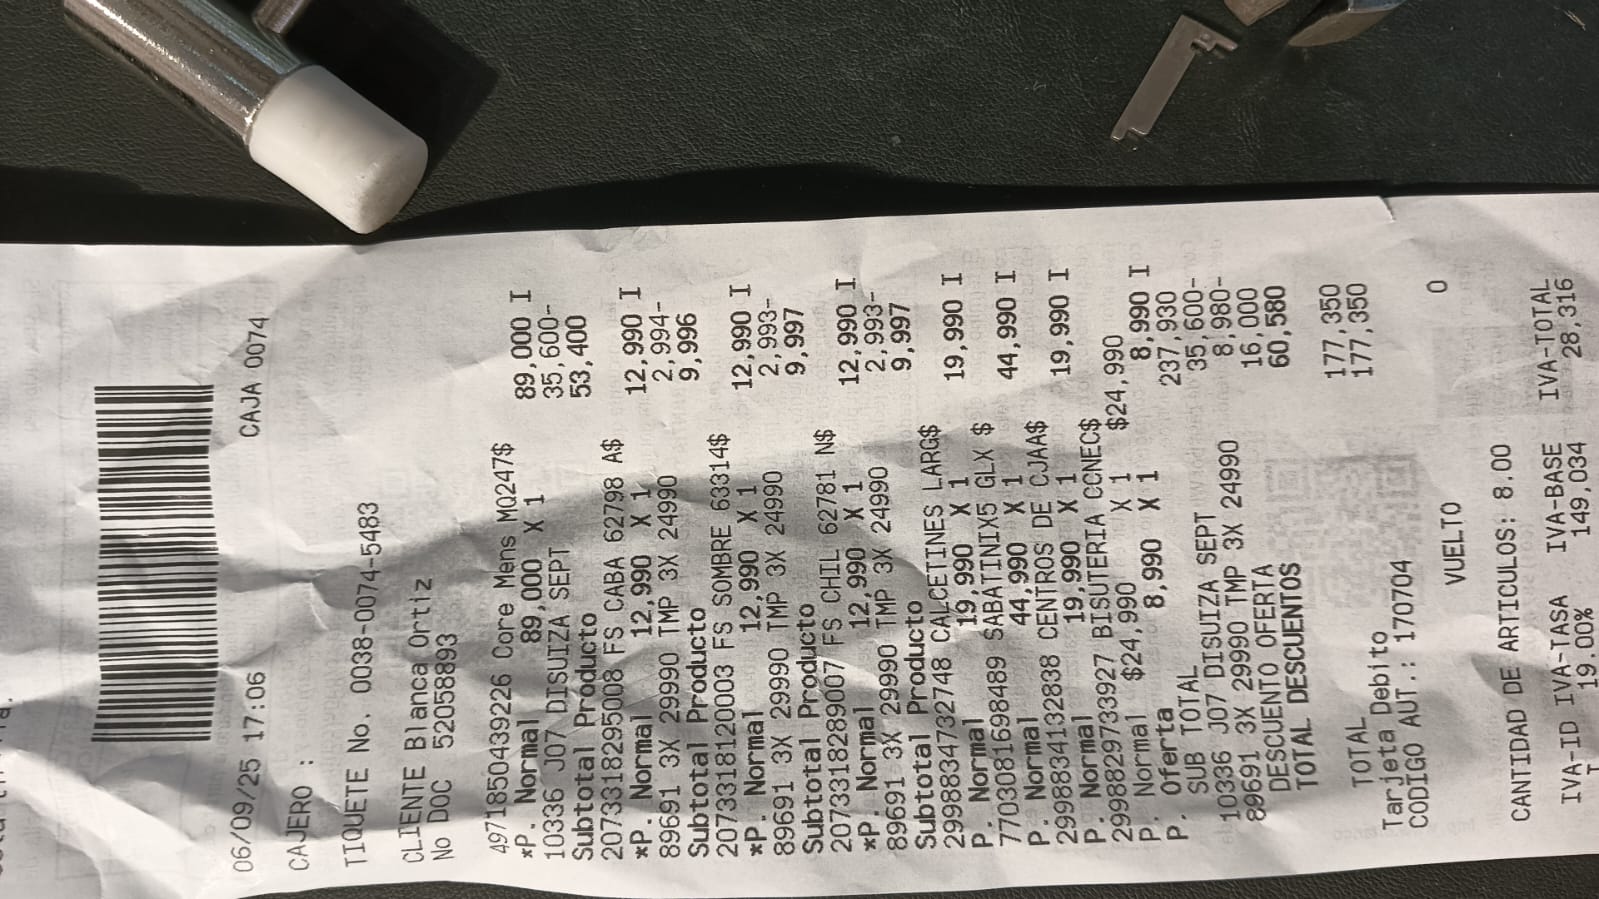 06/09/25 17:06 CAJA 0074
CAJERO :
TIQUETE No. 0038-0074-5483
CLIENTE Blanca Ortiz
No DOC 52058893
4971850439226 Core Mens MQ247$
*P. Normal 89,000 X 1 89,000 I
10336 J07 DISUIZA SEPT 35,600-
Subtotal Producto 53,400
2073318295008 FS CABA 62798 A$
*P. Normal 12,990 X 1 12,990 I
89691 3X 29990 TMP 3X 24990 2,994-
Subtotal Producto 9,996
2073318120003 FS SOMBRE 63314$
*P. Normal 12,990 X 1 12,990 I
89691 3X 29990 TMP 3X 24990 2,993-
Subtotal Producto 9,997
2073318289007 FS CHIL 62781 N$
*P. Normal 12,990 X 1 12,990 I
89691 3X 29990 TMP 3X 24990 2,993-
Subtotal Producto 9,997
2998834732748 CALCETINES LARG$
P. Normal 19,990 X 1 19,990 I
7703081698489 SABATINIX5 GLX $
P. Normal 44,990 X 1 44,990 I
2998834132838 CENTROS DE CJAA$
P. Normal 19,990 X 1 19,990 I
2998829733927 BISUTERIA CCNEC$
P. Normal $24,990 X 1 $24,990
P. Oferta 8,990 X 1 8,990 I
SUB TOTAL 237,930
10336 J07 DISUIZA SEPT 35,600-
89691 3X 29990 TMP 3X 24990 8,980-
DESCUENTO OFERTA 16,000
TOTAL DESCUENTOS 60,580
TOTAL 177,350
Tarjeta Debito 177,350
CODIGO AUT.: 170704
VUELTO 0
CANTIDAD DE ARTICULOS: 8.00
IVA-ID IVA-TASA IVA-BASE IVA-TOTAL
I 19.00% 149,034 28,316